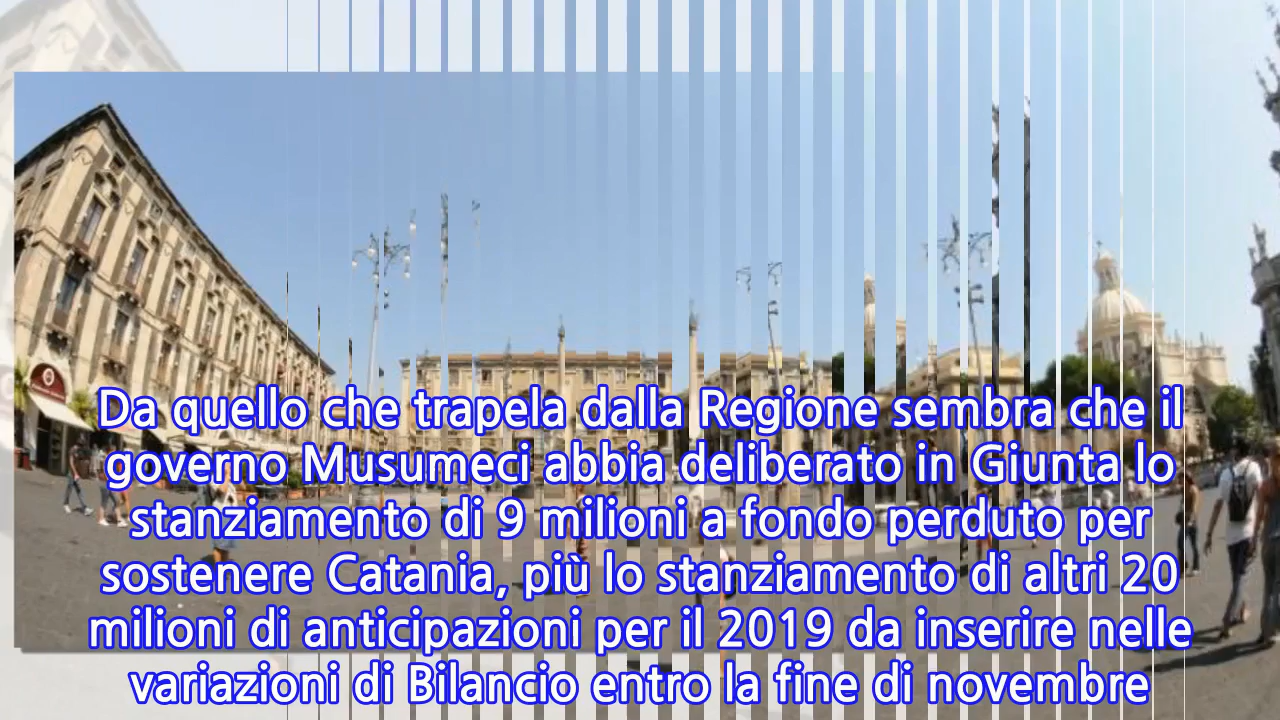 Da quello che trapela dalla Regione sembra che il
governo Musumeci abbia deliberato in Giunta lo
stanziamento di 9 milioni a fondo perduto per
sostenere Catania, più lo stanziamento di altri 20
milioni di anticipazioni per il 2019 da inserire nelle
variazioni di Bilancio entro la fine di novembre